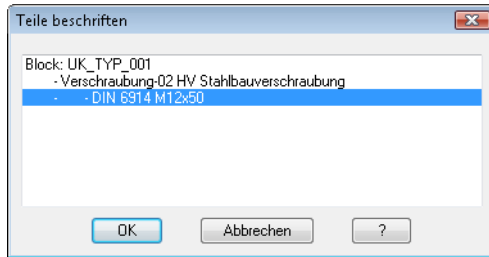 Teile beschriften
Block: UK_TYP_001
- Verschraubung-02 HV Stahlbauverschraubung
- - DIN 6914 M12x50
OK Abbrechen ?